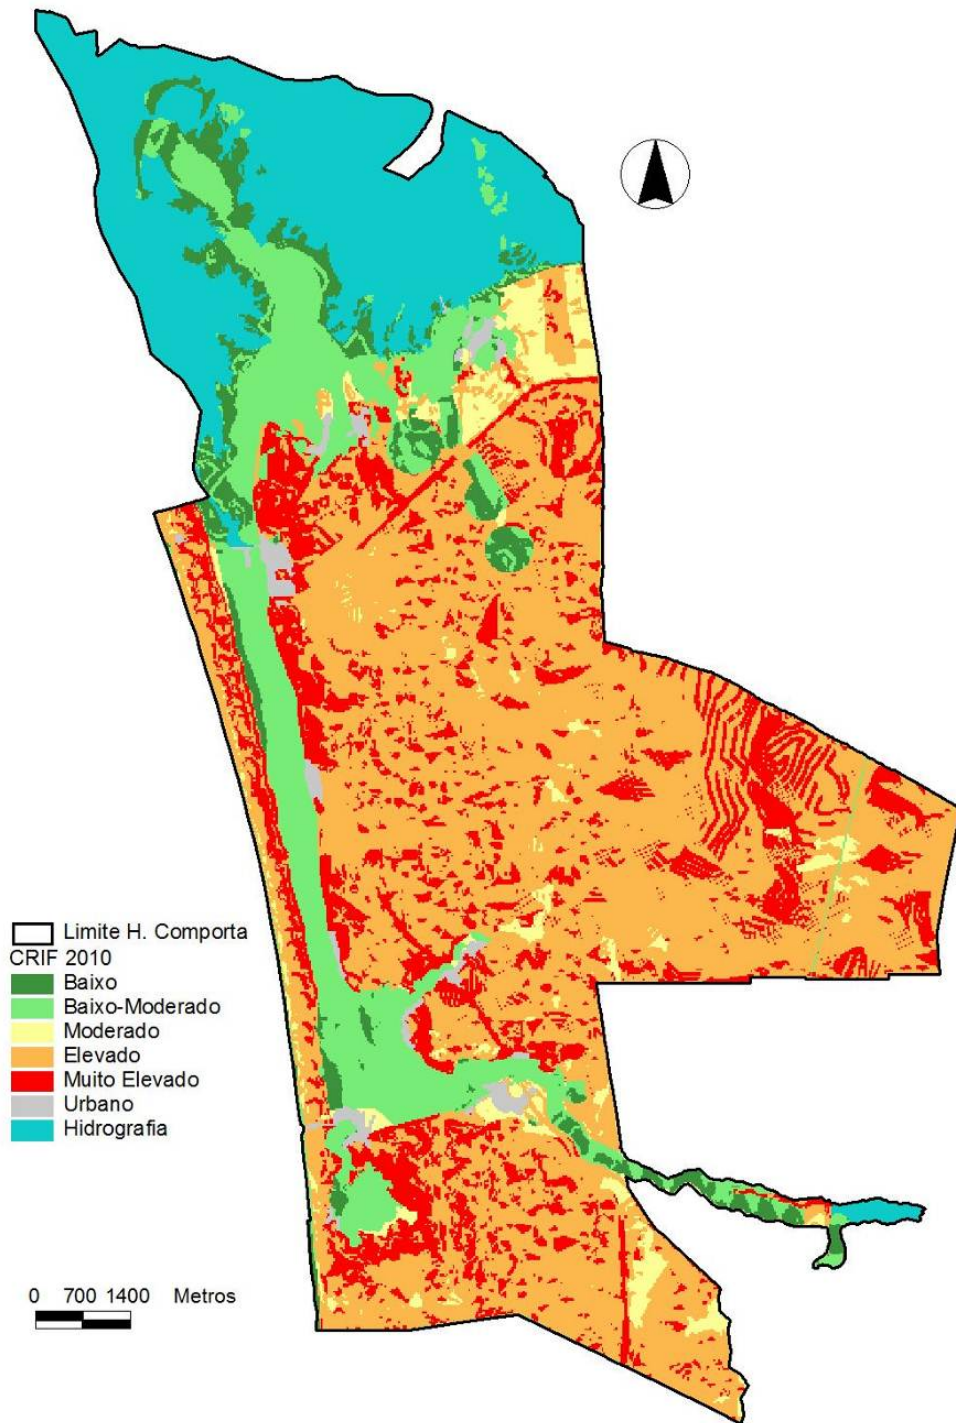 Limite H. Comporta
CRIF 2010
Baixo
Baixo-Moderado
Moderado
Elevado
Muito Elevado
Urbano
Hidrografia
0 700 1400 Metros